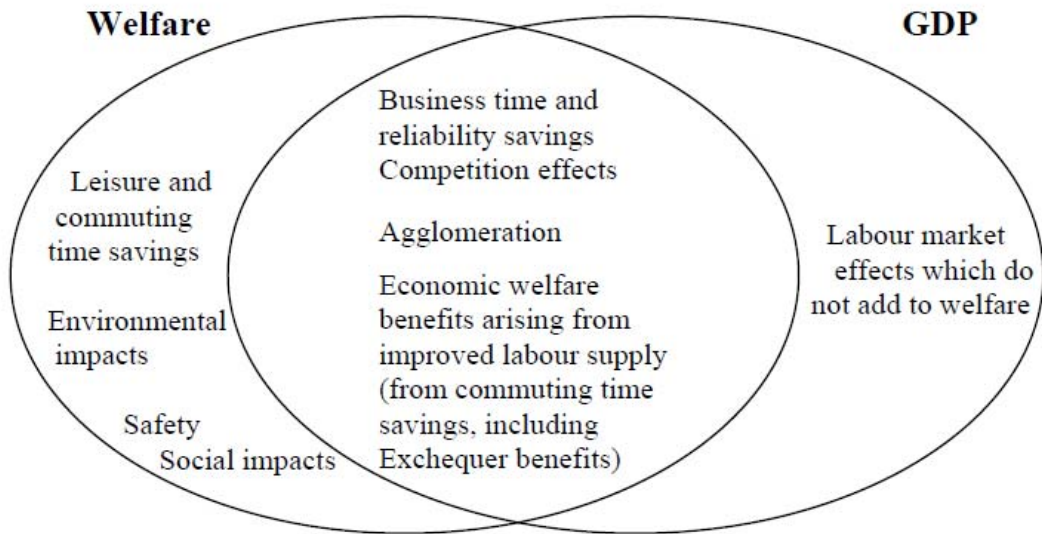 Welfare
GDP
Leisure and
commuting
time savings
Environmental
impacts
Safety
Social impacts
Business time and
reliability savings
Competition effects
Agglomeration
Economic welfare
benefits arising from
improved labour supply
(from commuting time
savings, including
Exchequer benefits)
Labour market
effects which do
not add to welfare